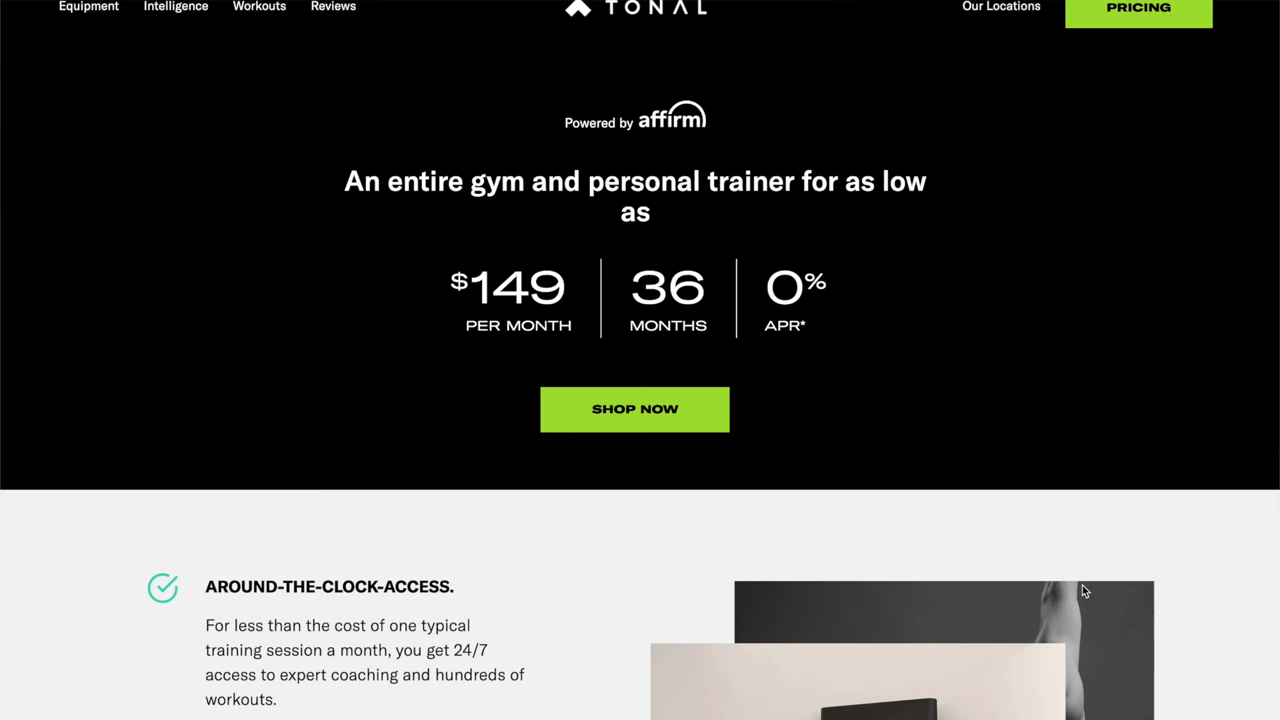 Equipment Intelligence Workouts Reviews TONAL Our Locations PRICING
Powered by affirm
An entire gym and personal trainer for as low
as
$149 36 0%
PER MONTH MONTHS APR*
SHOP NOW
AROUND-THE-CLOCK-ACCESS.
For less than the cost of one typical
training session a month, you get 24/7
access to expert coaching and hundreds of
workouts.